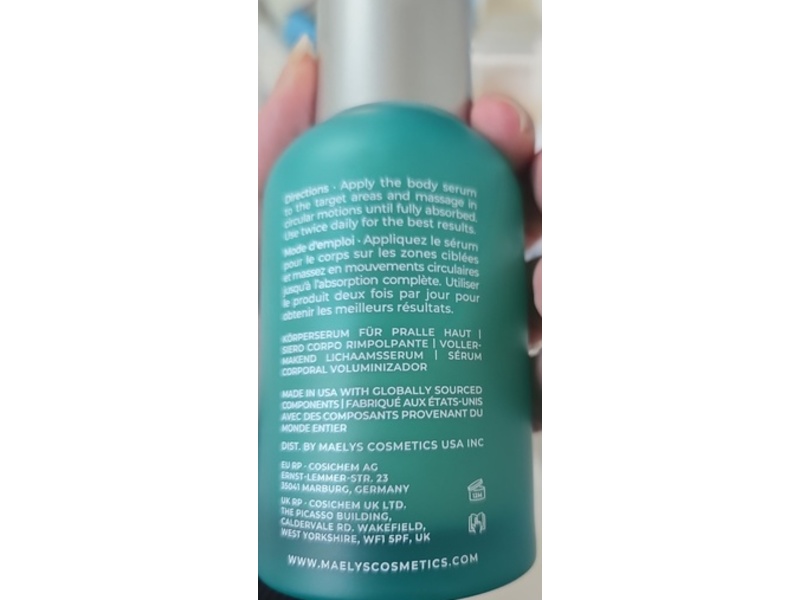 Directions · Apply the body serum
to the target areas and massage in
circular motions until fully absorbed.
Use twice daily for the best results.
Mode d'emploi · Appliquez le sérum
pour le corps sur les zones ciblées
et massez en mouvements circulaires
jusqu'à l'absorption complète. Utiliser
le produit deux fois par jour pour
obtenir les meilleurs résultats.
KÖRPERSERUM FÜR PRALLE HAUT |
SIERO CORPO RIMPOLPANTE | VOLLER-
MAKEND LICHAAMSSERUM | SÉRUM
CORPORAL VOLUMINIZADOR
MADE IN USA WITH GLOBALLY SOURCED
COMPONENTS | FABRIQUÉ AUX ÉTATS-UNIS
AVEC DES COMPOSANTS PROVENANT DU
MONDE ENTIER
DIST. BY MAELYS COSMETICS USA INC
EU RP - COSICHEM AG
ERNST-LEMMER-STR. 23
35041 MARBURG, GERMANY
UK RP - COSICHEM UK LTD.
THE PICASSO BUILDING,
CALDERVALE RD. WAKEFIELD,
WEST YORKSHIRE, WF1 5PF, UK
WWW.MAELYSCOSMETICS.COM